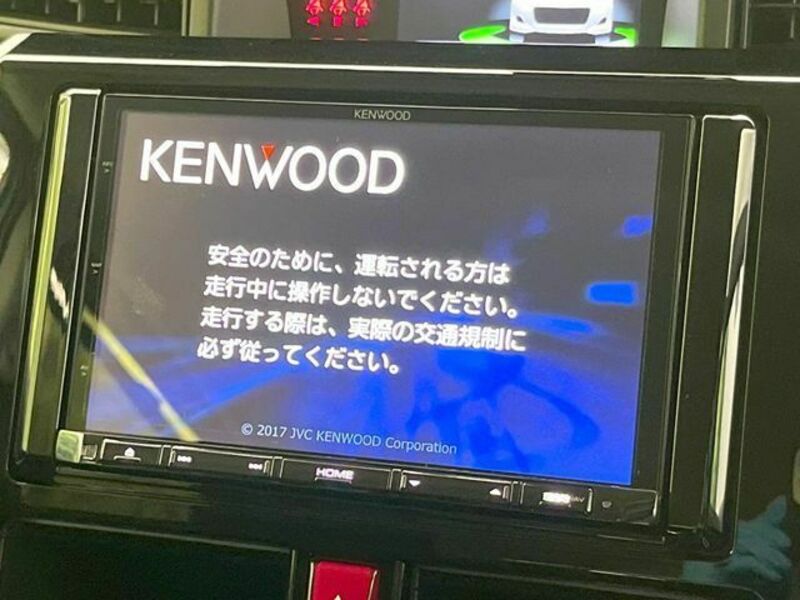 KENWOOD
KENWOOD
安全のために、運転される方は
走行中に操作しないでください。
走行する際は、実際の交通規制に
必ず従ってください。
© 2017 JVC KENWOOD Corporation
HOME